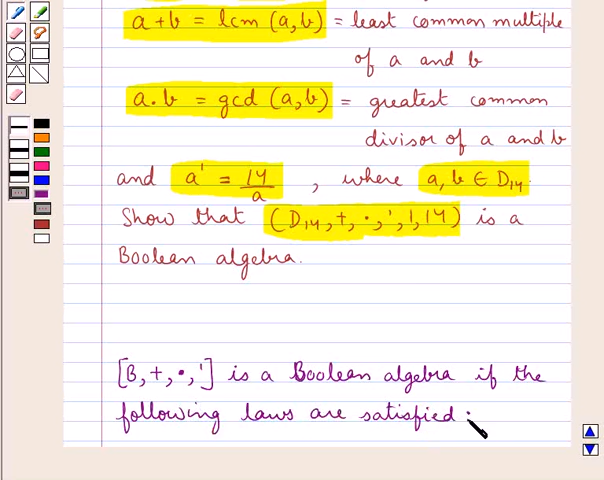 a + b = lcm (a, b) = least common multiple
of a and b
a . b = gcd (a, b) = greatest common
divisor of a and b
and a' = 14/a , where a, b ∈ D₁₄.
Show that (D₁₄, +, ·, ', 1, 14) is a
Boolean algebra.
[B, +, ·, '] is a Boolean algebra if the
following laws are satisfied :